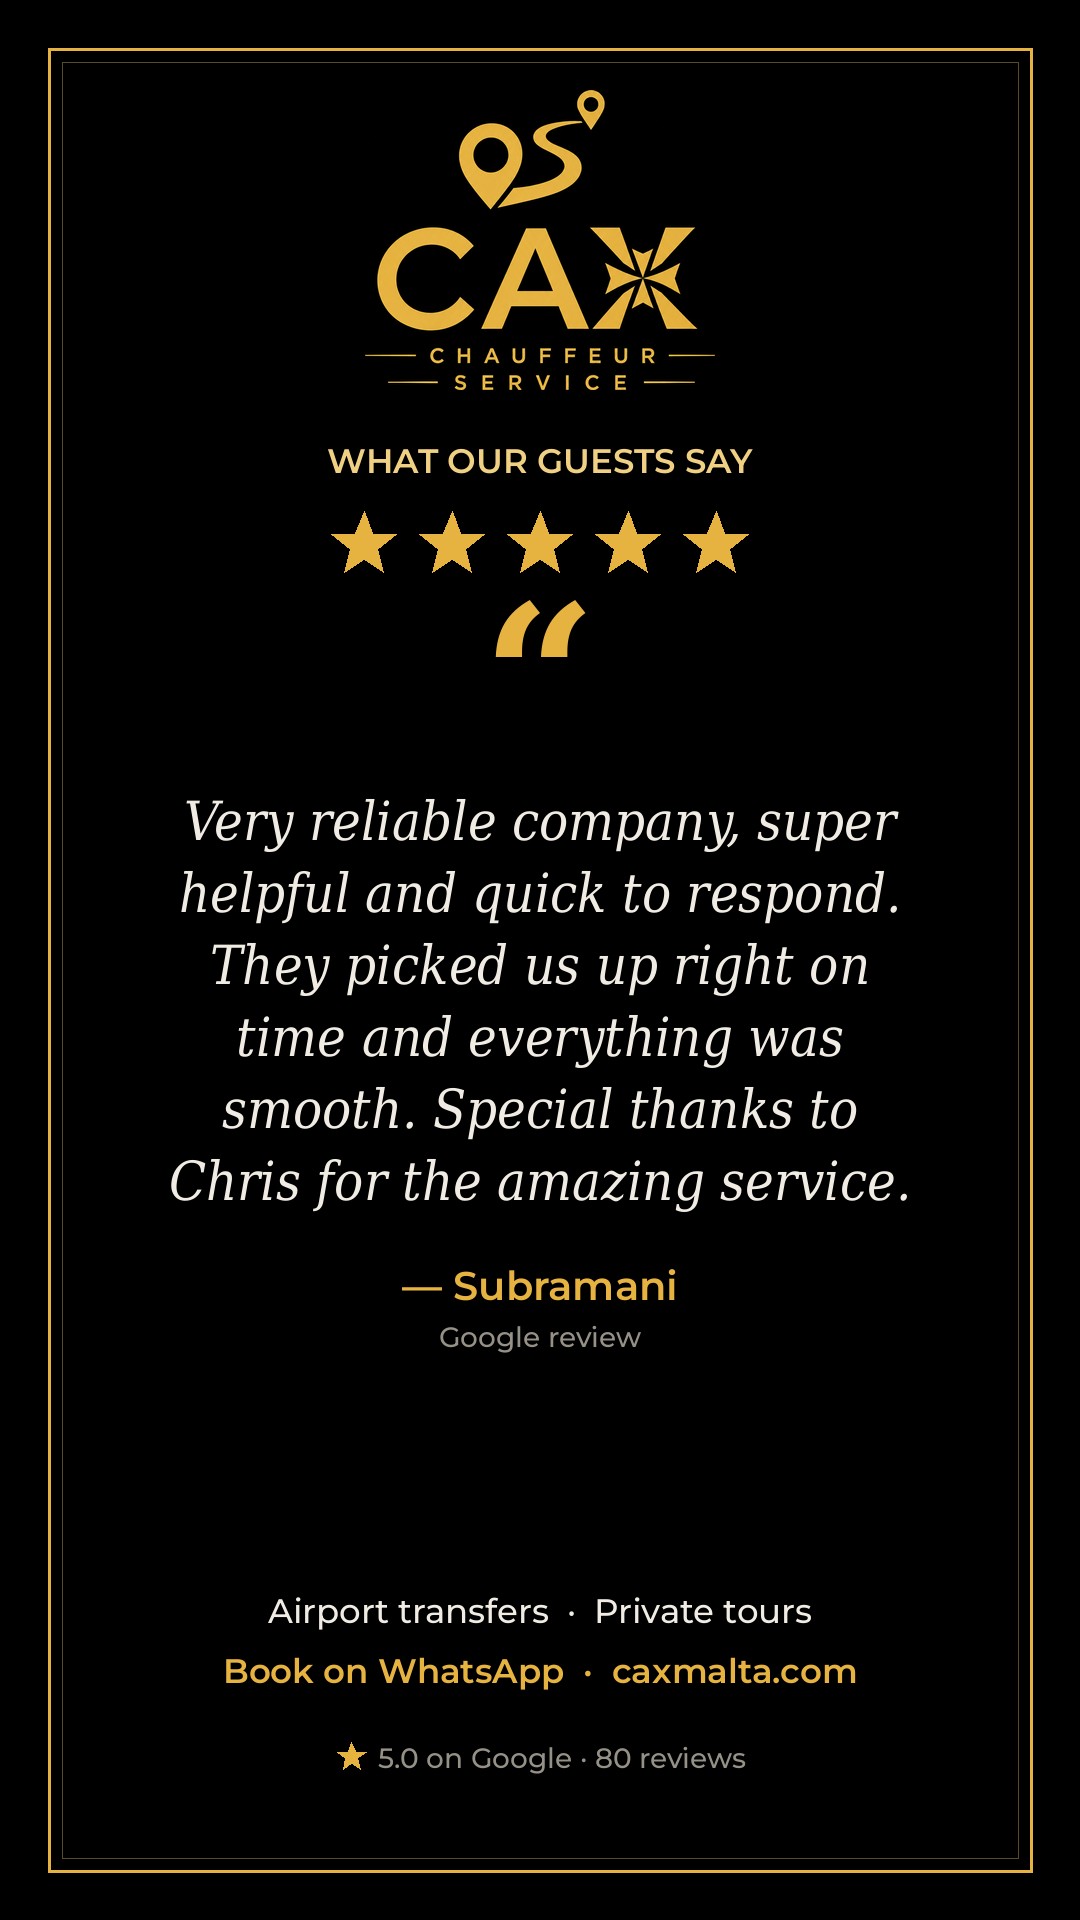 CAX
CHAUFFEUR
SERVICE
WHAT OUR GUESTS SAY
“
Very reliable company, super
helpful and quick to respond.
They picked us up right on
time and everything was
smooth. Special thanks to
Chris for the amazing service.
— Subramani
Google review
Airport transfers · Private tours
Book on WhatsApp · caxmalta.com
5.0 on Google · 80 reviews